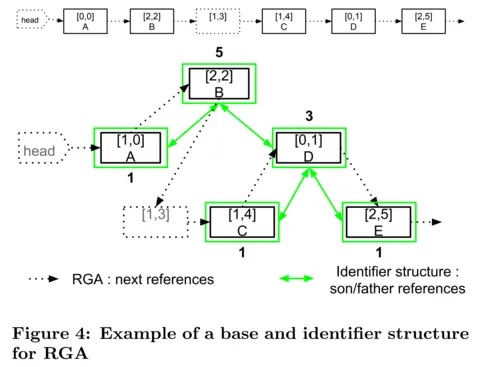 head
[0,0]
A
[2,2]
B
[1,3]
[1,4]
C
[0,1]
D
[2,5]
E
5
[2,2]
B
3
head
[1,0]
A
[0,1]
D
1
[1,3]
[1,4]
C
[2,5]
E
1
1
RGA : next references
Identifier structure :
son/father references
Figure 4: Example of a base and identifier structure
for RGA